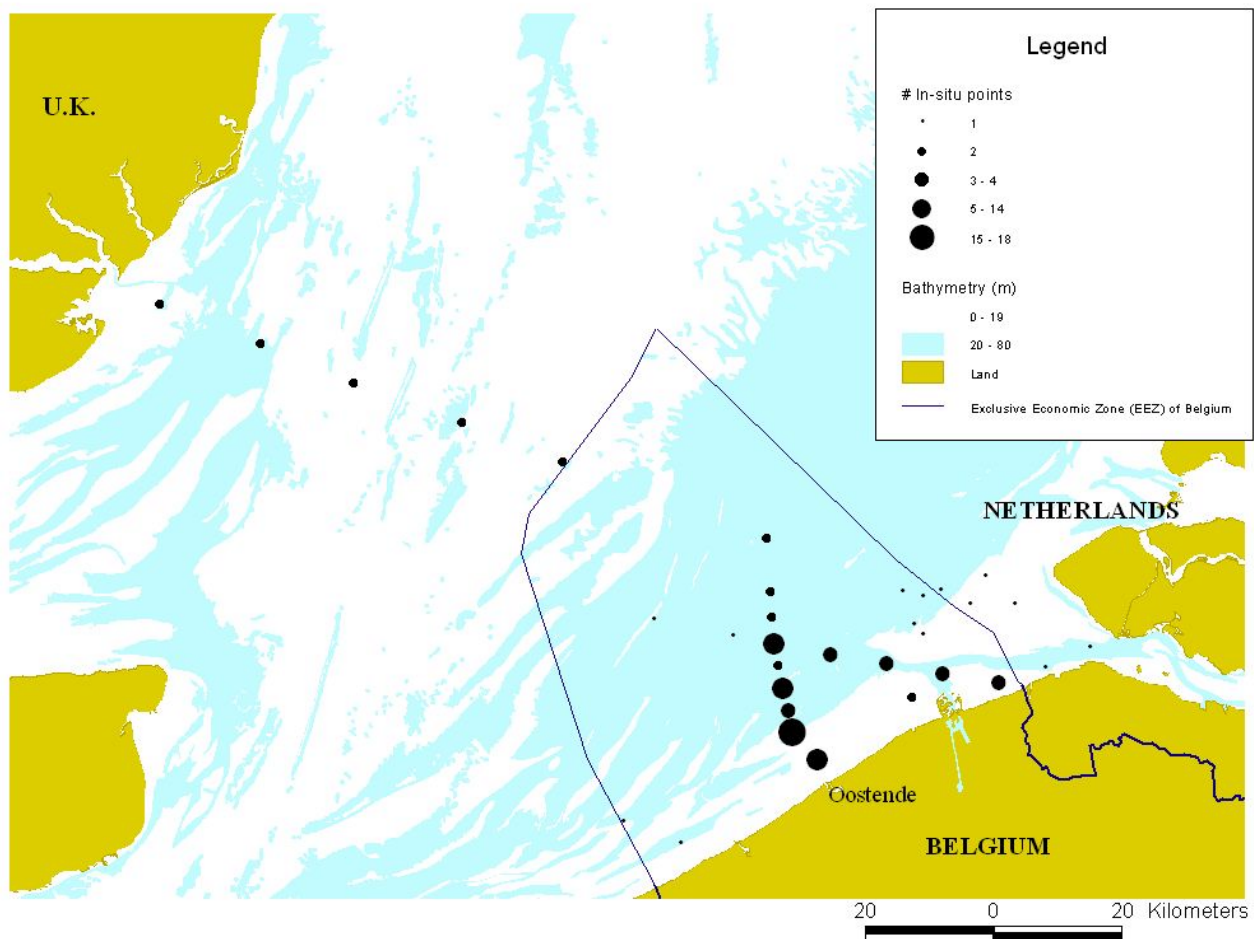 U.K.
Legend
# In-situ points
1
2
3 - 4
5 - 14
15 - 18
Bathymetry (m)
0 - 19
20 - 80
Land
Exclusive Economic Zone (EEZ) of Belgium
NETHERLANDS
Oostende
BELGIUM
20 0 20 Kilometers